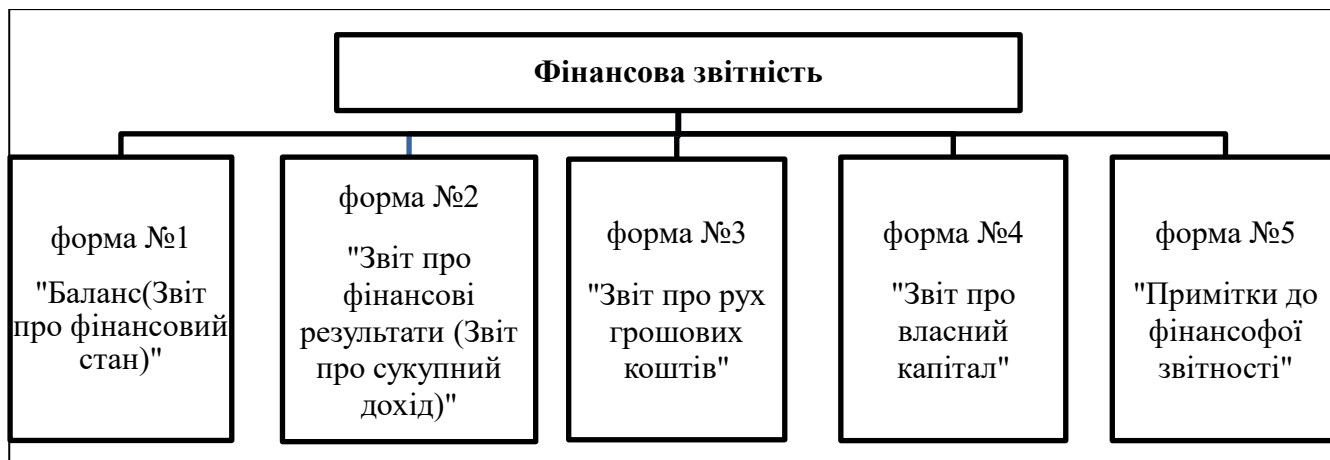 Фінансова звітність
форма №1
"Баланс(Звіт
про фінансовий
стан)"
форма №2
"Звіт про
фінансові
результати (Звіт
про сукупний
дохід)"
форма №3
"Звіт про рух
грошових
коштів"
форма №4
"Звіт про
власний
капітал"
форма №5
"Примітки до
фінансофої
звітності"